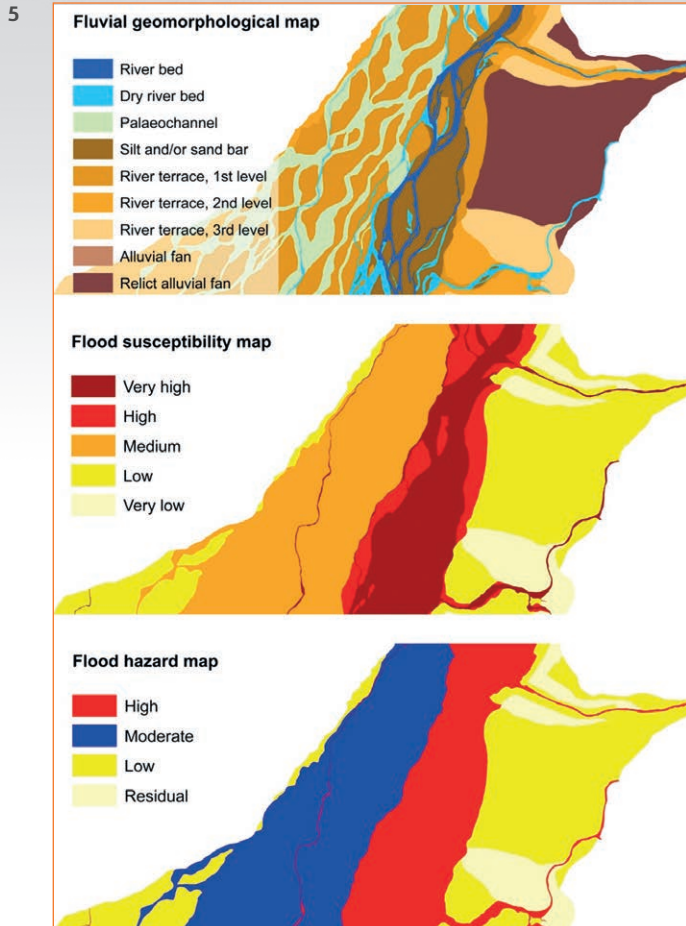 5
Fluvial geomorphological map
River bed
Dry river bed
Palaeochannel
Silt and/or sand bar
River terrace, 1st level
River terrace, 2nd level
River terrace, 3rd level
Alluvial fan
Relict alluvial fan
Flood susceptibility map
Very high
High
Medium
Low
Very low
Flood hazard map
High
Moderate
Low
Residual